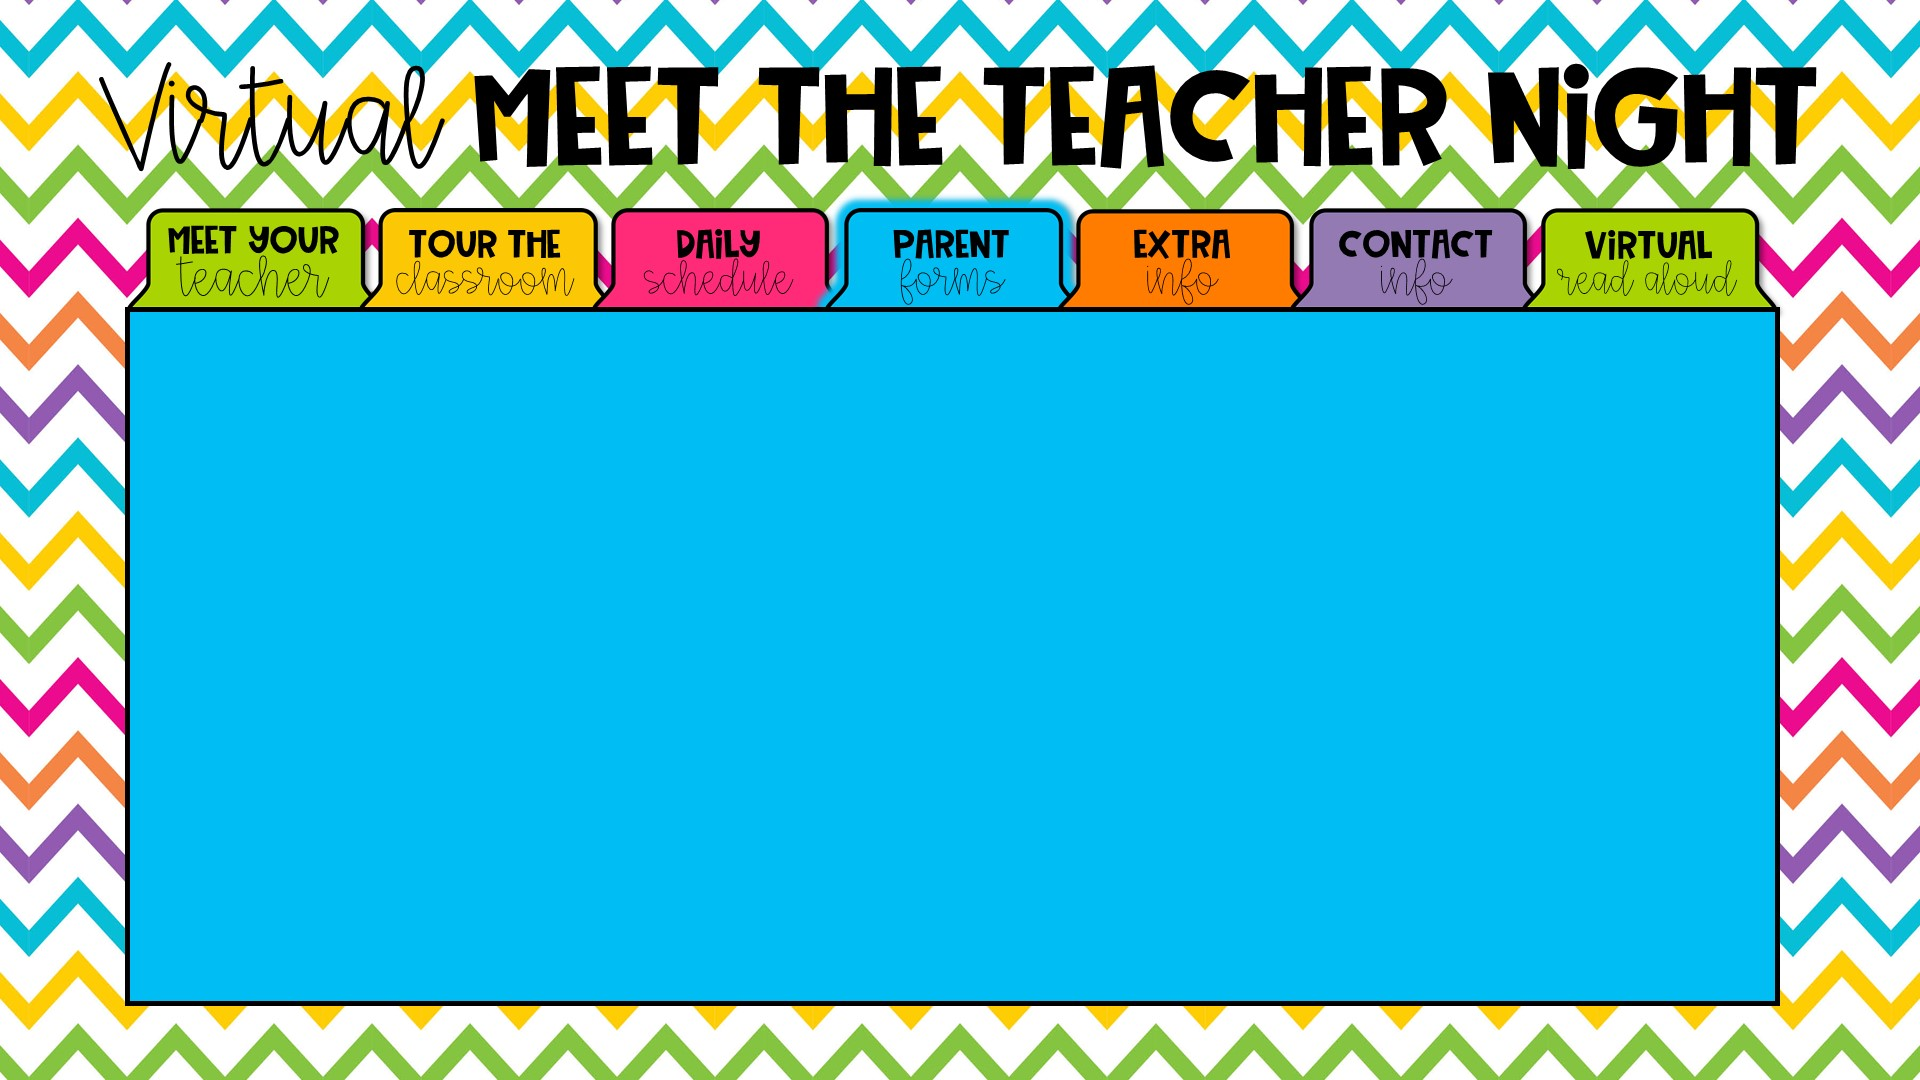 Virtual MEET THE TEACHER NiGHT
MEET YOUR
teacher
TOUR THE
classroom
DAiLY
schedule
PARENT
forms
EXTRA
info
CONTACT
info
ViRTUAL
read aloud